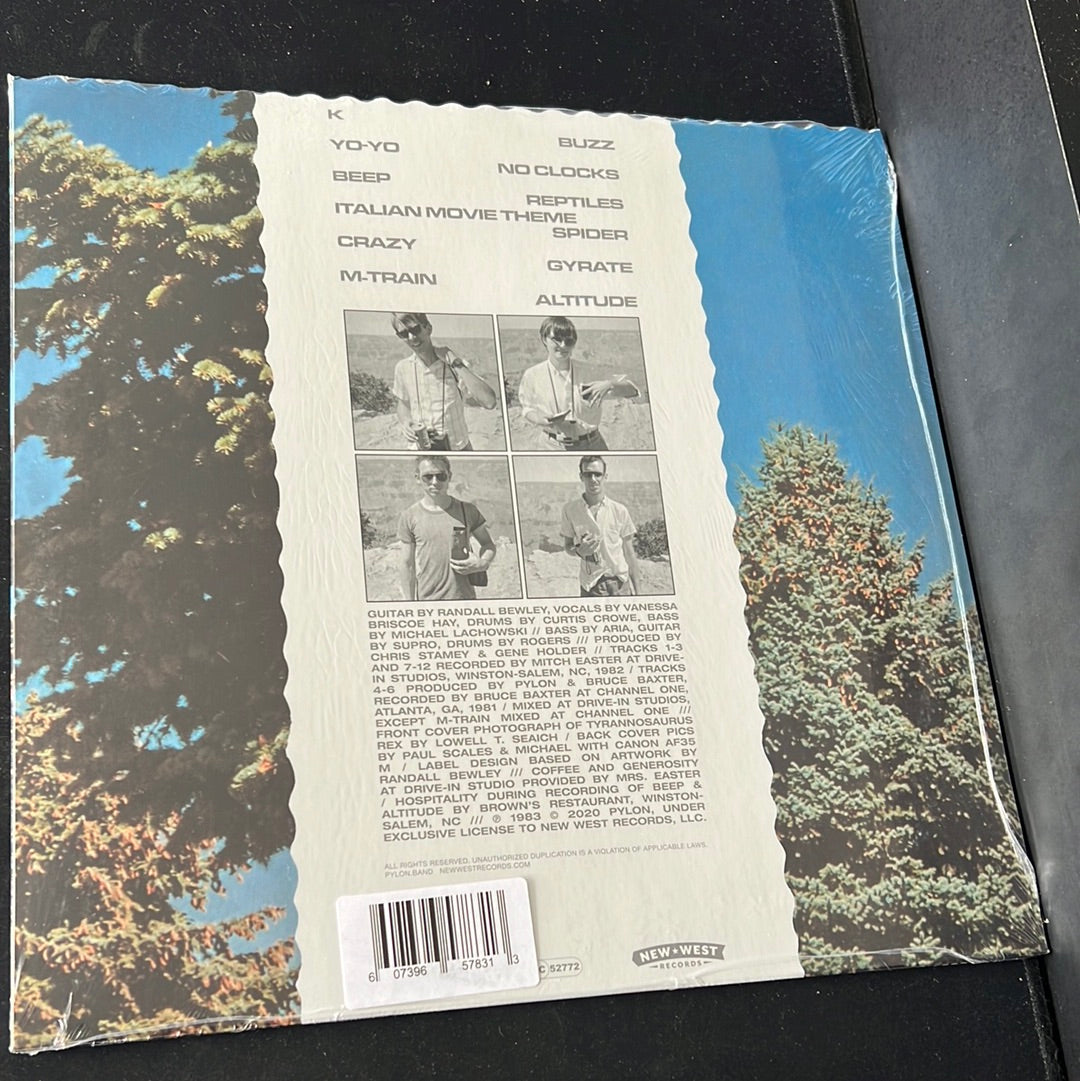 K
YO-YO
BUZZ
BEEP
NO CLOCKS
REPTILES
ITALIAN MOVIE THEME
SPIDER
CRAZY
GYRATE
M-TRAIN
ALTITUDE
GUITAR BY RANDALL BEWLEY, VOCALS BY VANESSA
BRISCOE HAY, DRUMS BY CURTIS CROWE, BASS
BY MICHAEL LACHOWSKI // BASS BY ARIA, GUITAR
BY SUPRO, DRUMS BY ROGERS /// PRODUCED BY
CHRIS STAMEY & GENE HOLDER // TRACKS 1-3
AND 7-12 RECORDED BY MITCH EASTER AT DRIVE-
IN STUDIOS, WINSTON-SALEM, NC, 1982 / TRACKS
4-6 PRODUCED BY PYLON & BRUCE BAXTER,
RECORDED BY BRUCE BAXTER AT CHANNEL ONE,
ATLANTA, GA, 1981 / MIXED AT DRIVE-IN STUDIOS,
EXCEPT M-TRAIN MIXED AT CHANNEL ONE ///
FRONT COVER PHOTOGRAPH OF TYRANNOSAURUS
REX BY LOWELL T. SEAICH / BACK COVER PICS
BY PAUL SCALES & MICHAEL WITH CANON AF35
M / LABEL DESIGN BASED ON ARTWORK BY
RANDALL BEWLEY /// COFFEE AND GENEROSITY
AT DRIVE-IN STUDIO PROVIDED BY MRS. EASTER
/ HOSPITALITY DURING RECORDING OF BEEP &
ALTITUDE BY BROWN'S RESTAURANT, WINSTON-
SALEM, NC /// ℗ 1983 © 2020 PYLON, UNDER
EXCLUSIVE LICENSE TO NEW WEST RECORDS, LLC.
ALL RIGHTS RESERVED. UNAUTHORIZED DUPLICATION IS A VIOLATION OF APPLICABLE LAWS.
PYLON.BAND NEWWESTRECORDS.COM
6 07396 57831 3
C 52772
NEW★WEST
RECORDS